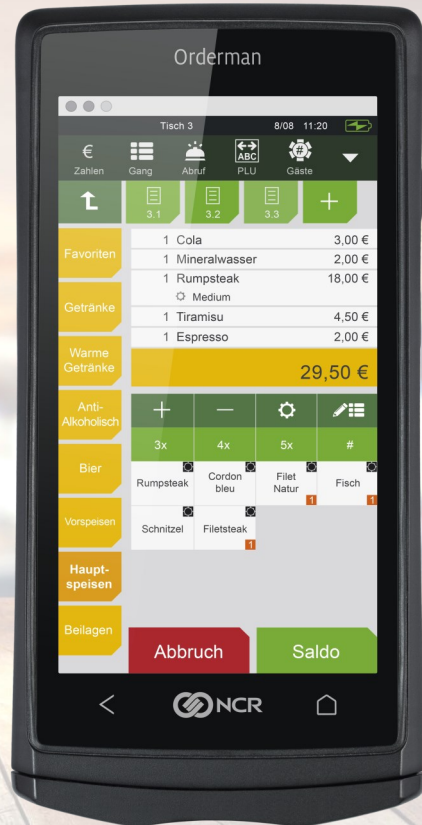 Orderman
Tisch 3 8/08 11:20
€ ABC #
Zahlen Gang Abruf PLU Gäste
3.1 3.2 3.3 +
Favoriten
Getränke
Warme
Getränke
Anti-
Alkoholisch
Bier
Vorspeisen
Haupt-
speisen
Beilagen
1 Cola 3,00 €
1 Mineralwasser 2,00 €
1 Rumpsteak 18,00 €
Medium
1 Tiramisu 4,50 €
1 Espresso 2,00 €
29,50 €
+ —
3x 4x 5x #
Rumpsteak
Cordon
bleu
Filet
Natur
1
Fisch
1
Schnitzel
Filetsteak
1
Abbruch Saldo
NCR